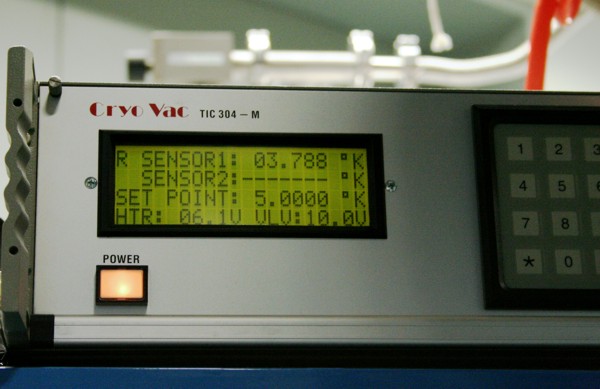 Cryo Vac TIC 304 – M
R SENSOR1: 03.788 °K
SENSOR2:------ °K
SET POINT: 5.0000 °K
HTR: 06.1V VLV:10.0V
POWER
1 2 3
4 5 6
7 8
* 0